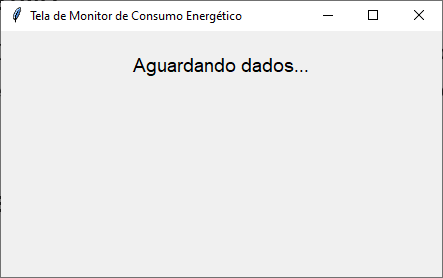 Tela de Monitor de Consumo Energético
Aguardando dados...